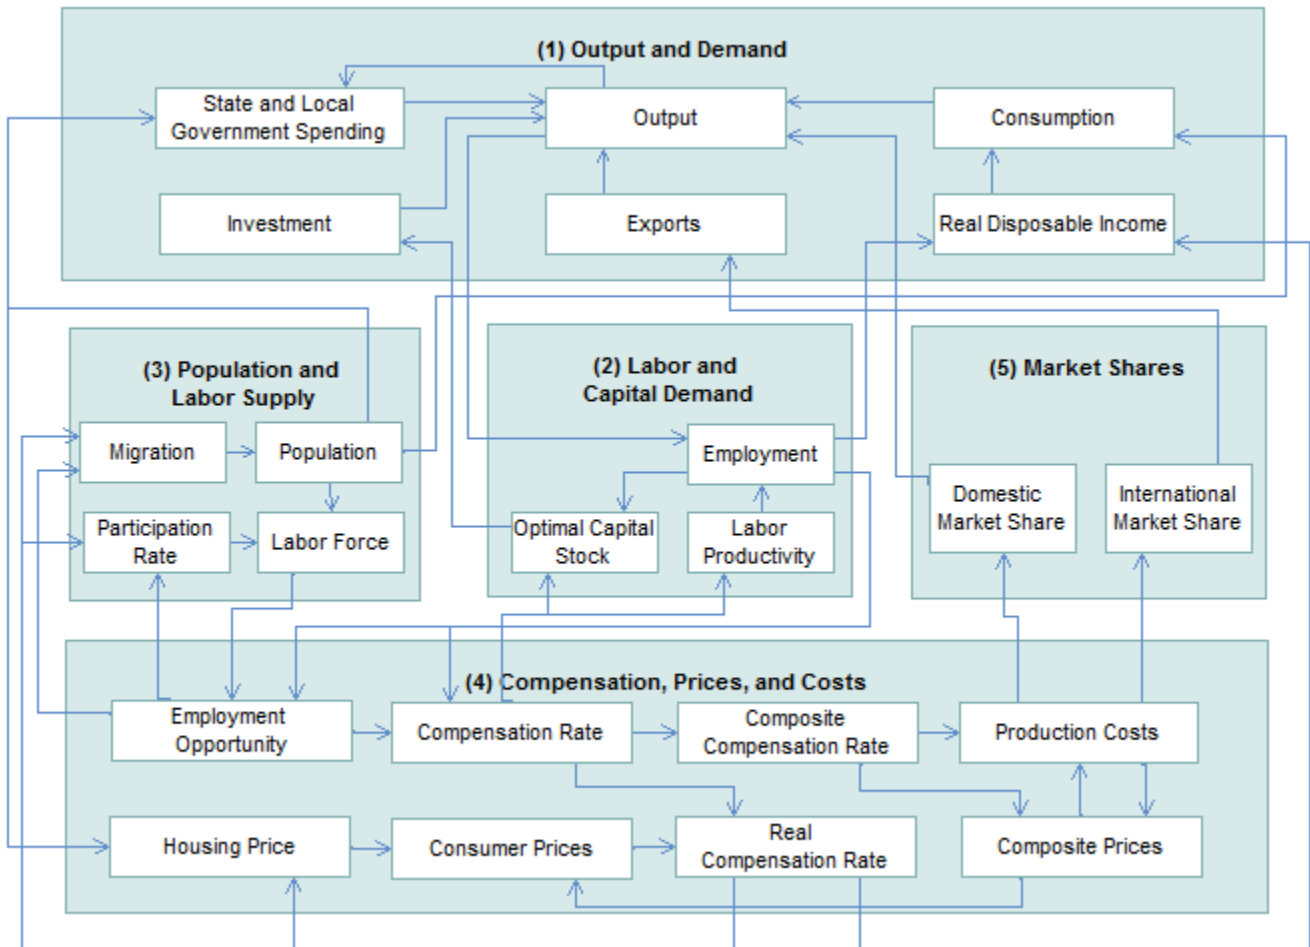 (1) Output and Demand
State and Local
Government Spending
Output
Consumption
Investment
Exports
Real Disposable Income
(3) Population and
Labor Supply
Migration
Population
Participation
Rate
Labor Force
(2) Labor and
Capital Demand
Employment
Optimal Capital
Stock
Labor
Productivity
(5) Market Shares
Domestic
Market Share
International
Market Share
(4) Compensation, Prices, and Costs
Employment
Opportunity
Compensation Rate
Composite
Compensation Rate
Production Costs
Housing Price
Consumer Prices
Real
Compensation Rate
Composite Prices